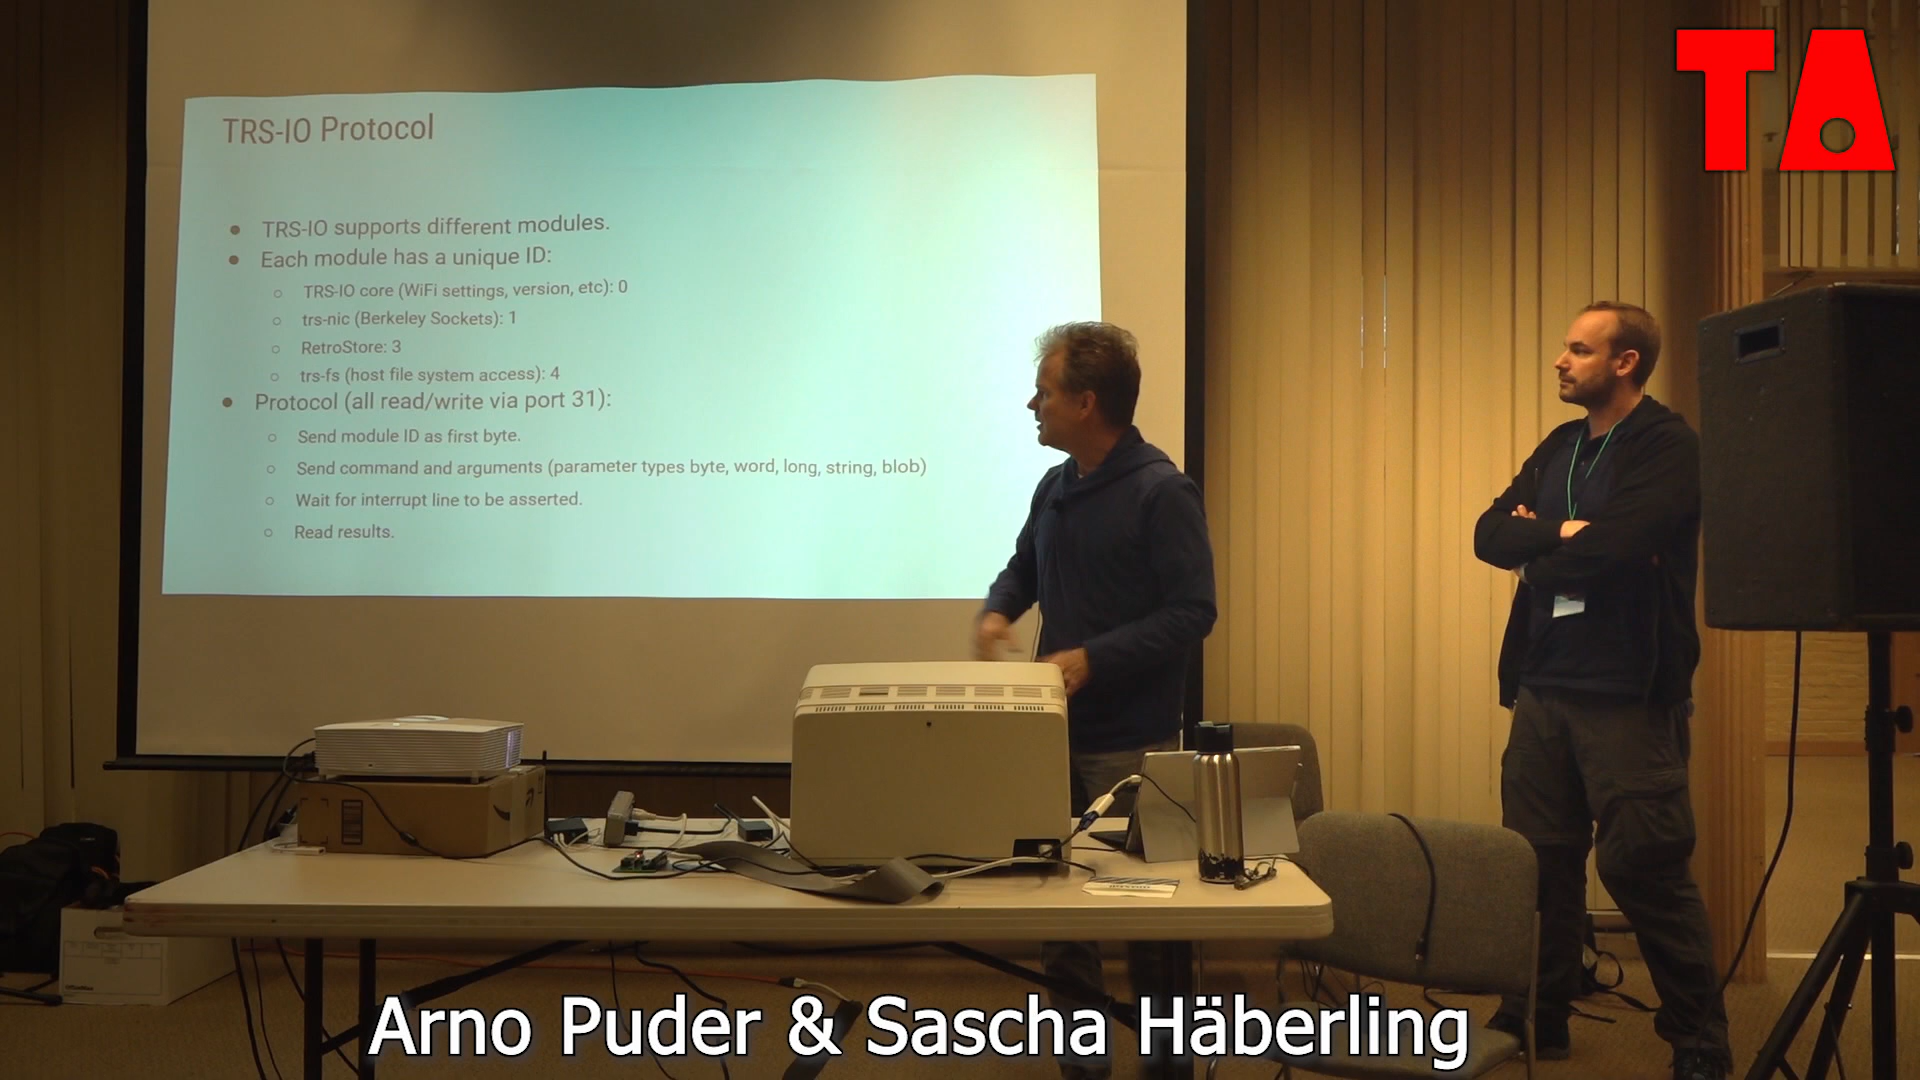 TA
TRS-IO Protocol
● TRS-IO supports different modules.
● Each module has a unique ID:
○ TRS-IO core (WiFi settings, version, etc): 0
○ trs-nic (Berkeley Sockets): 1
○ RetroStore: 3
○ trs-fs (host file system access): 4
● Protocol (all read/write via port 31):
○ Send module ID as first byte.
○ Send command and arguments (parameter types byte, word, long, string, blob)
○ Wait for interrupt line to be asserted.
○ Read results.
Arno Puder & Sascha Häberling